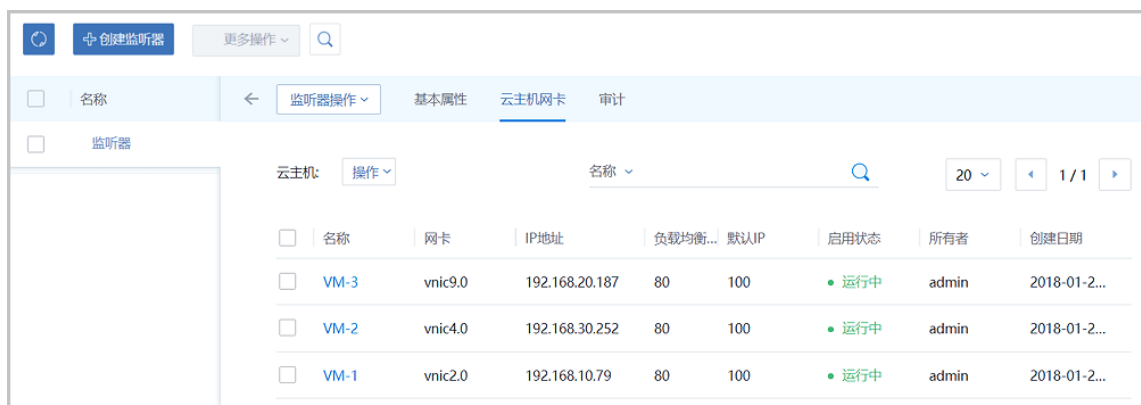 创建监听器 更多操作
名称 监听器操作 基本属性 云主机网卡 审计
监听器
云主机: 操作 名称 20 1 / 1
名称 网卡 IP地址 负载均衡... 默认IP 启用状态 所有者 创建日期
VM-3 vnic9.0 192.168.20.187 80 100 运行中 admin 2018-01-2...
VM-2 vnic4.0 192.168.30.252 80 100 运行中 admin 2018-01-2...
VM-1 vnic2.0 192.168.10.79 80 100 运行中 admin 2018-01-2...